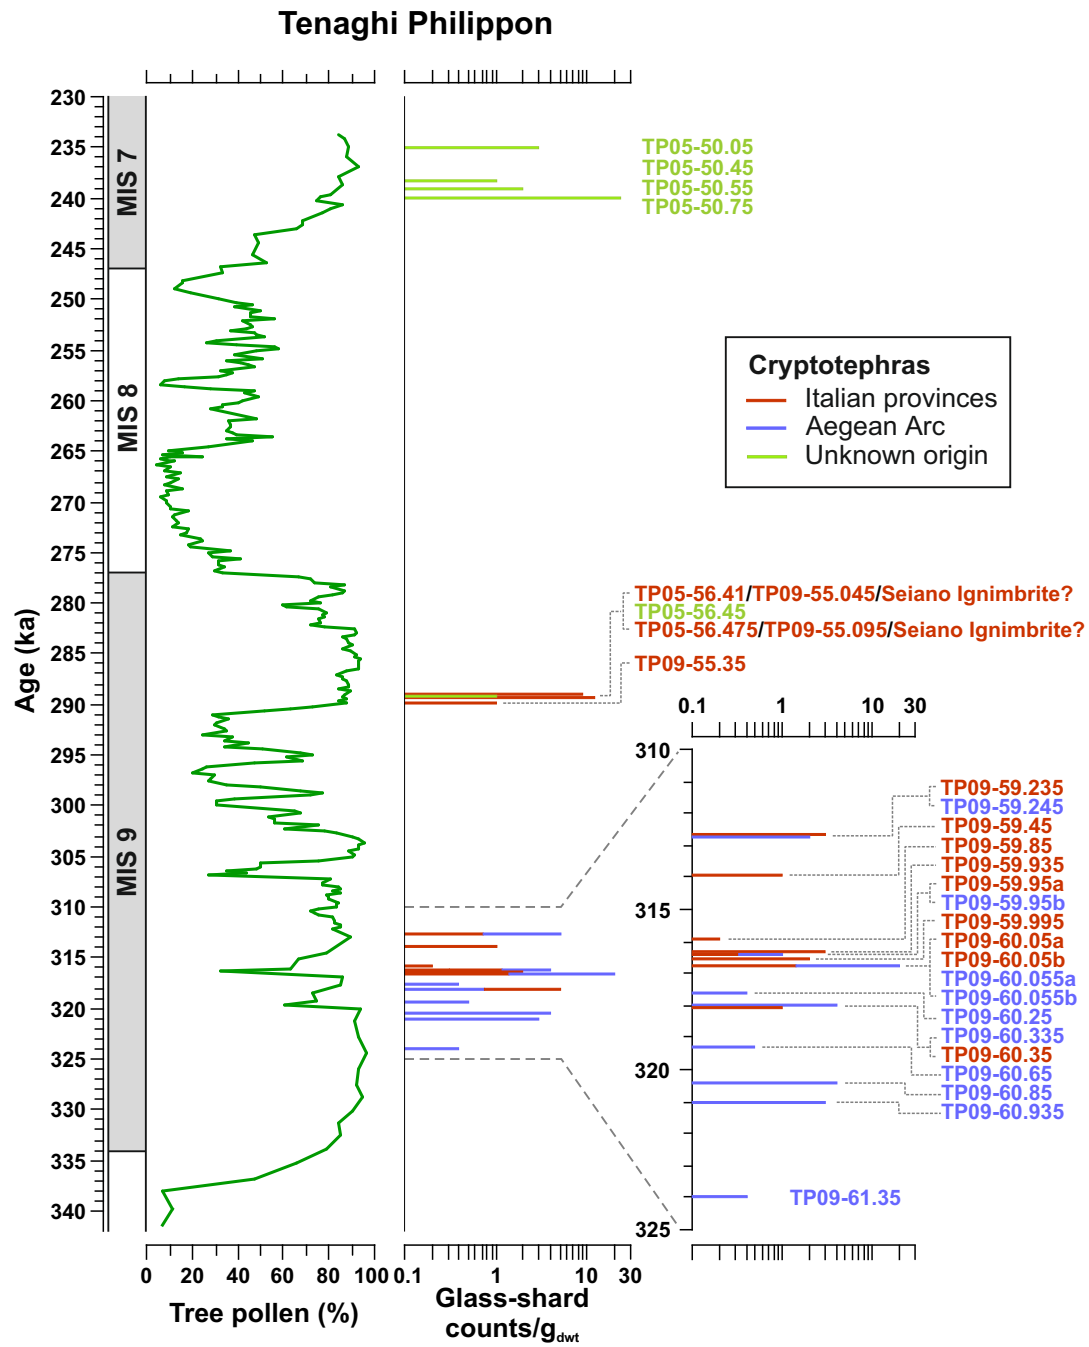 Tenaghi Philippon
230
235
240
245
250
255
260
265
270
275
280
285
290
295
300
305
310
315
320
325
330
335
340
Age (ka)
MIS 7
MIS 8
MIS 9
0 20 40 60 80 100
Tree pollen (%)
0.1 1 10 30
Glass-shard
counts/gdwt
TP05-50.05
TP05-50.45
TP05-50.55
TP05-50.75
Cryptotephras
Italian provinces
Aegean Arc
Unknown origin
TP05-56.41/TP09-55.045/Seiano Ignimbrite?
TP05-56.45
TP05-56.475/TP09-55.095/Seiano Ignimbrite?
TP09-55.35
0.1 1 10 30
310
315
320
325
TP09-59.235
TP09-59.245
TP09-59.45
TP09-59.85
TP09-59.935
TP09-59.95a
TP09-59.95b
TP09-59.995
TP09-60.05a
TP09-60.05b
TP09-60.055a
TP09-60.055b
TP09-60.25
TP09-60.335
TP09-60.35
TP09-60.65
TP09-60.85
TP09-60.935
TP09-61.35